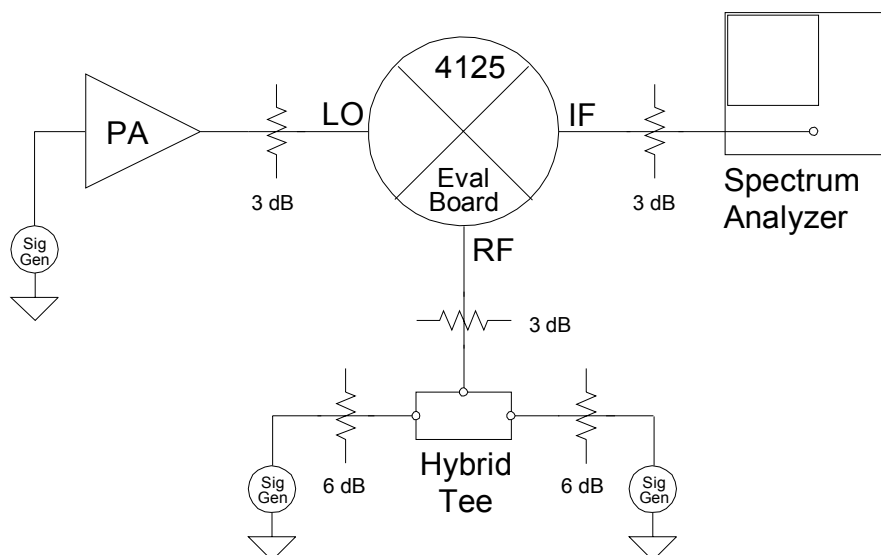 4125
PA
LO
IF
Eval
Board
3 dB
3 dB
Spectrum
Analyzer
Sig
Gen
RF
3 dB
Hybrid
Tee
6 dB
6 dB
Sig
Gen
Sig
Gen